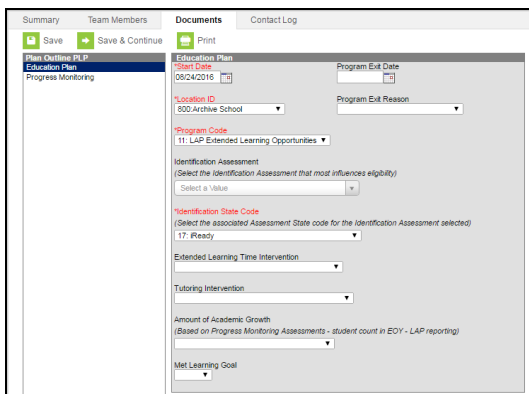 Summary Team Members Documents Contact Log
Save Save & Continue Print
Plan Outline PLP
Education Plan
Progress Monitoring
Education Plan
*Start Date Program Exit Date
08/24/2016
*Location ID Program Exit Reason
800:Archive School
*Program Code
11: LAP Extended Learning Opportunities
Identification Assessment
(Select the Identification Assessment that most influences eligibility)
Select a Value
*Identification State Code
(Select the associated Assessment State code for the Identification Assessment selected)
17: iReady
Extended Learning Time Intervention
Tutoring Intervention
Amount of Academic Growth
(Based on Progress Monitoring Assessments - student count in EOY - LAP reporting)
Met Learning Goal